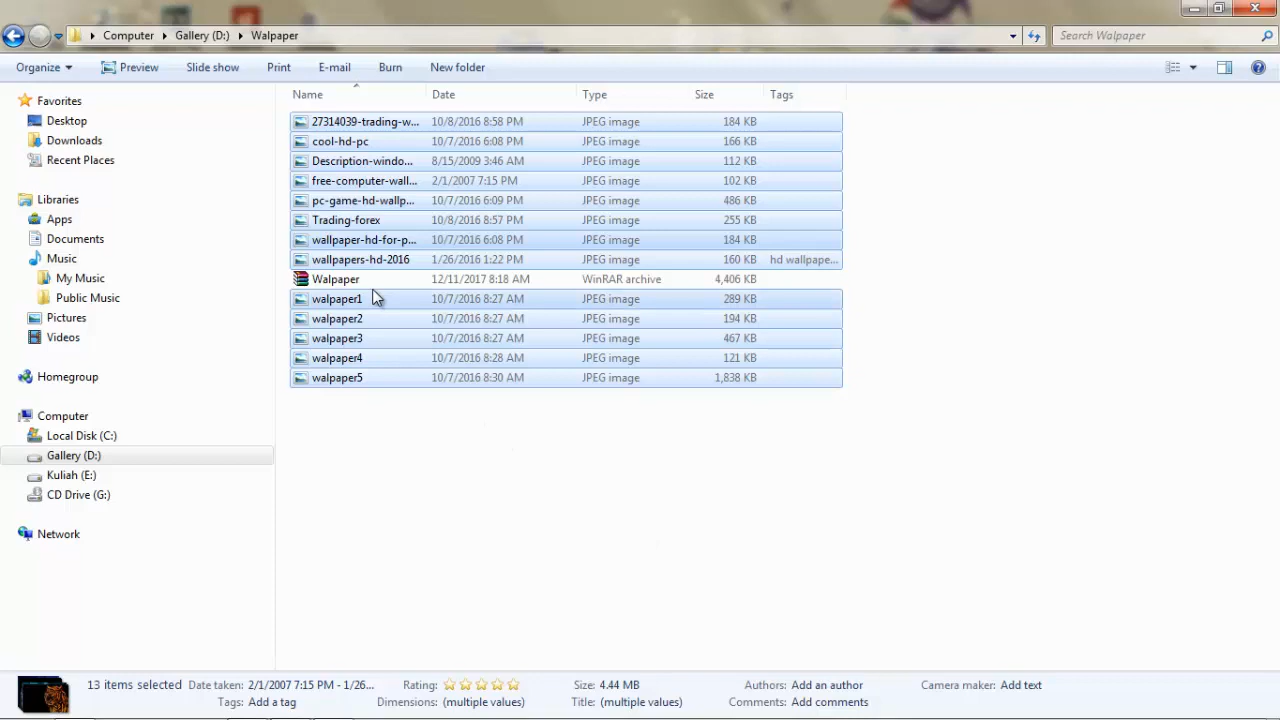 Computer Gallery (D:) Walpaper Search Walpaper
Organize Preview Slide show Print E-mail Burn New folder
Name Date Type Size Tags
Favorites
Desktop
Downloads
Recent Places
Libraries
Apps
Documents
Music
My Music
Public Music
Pictures
Videos
Homegroup
Computer
Local Disk (C:)
Gallery (D:)
Kuliah (E:)
CD Drive (G:)
Network
27314039-trading-w... 10/8/2016 8:58 PM JPEG image 184 KB
cool-hd-pc 10/7/2016 6:08 PM JPEG image 166 KB
Description-windo... 8/15/2009 3:46 AM JPEG image 112 KB
free-computer-wall... 2/1/2007 7:15 PM JPEG image 102 KB
pc-game-hd-wallp... 10/7/2016 6:09 PM JPEG image 486 KB
Trading-forex 10/8/2016 8:57 PM JPEG image 255 KB
wallpaper-hd-for-p... 10/7/2016 6:08 PM JPEG image 184 KB
wallpapers-hd-2016 1/26/2016 1:22 PM JPEG image 160 KB hd wallpape...
Walpaper 12/11/2017 8:18 AM WinRAR archive 4,406 KB
walpaper1 10/7/2016 8:27 AM JPEG image 289 KB
walpaper2 10/7/2016 8:27 AM JPEG image 194 KB
walpaper3 10/7/2016 8:27 AM JPEG image 467 KB
walpaper4 10/7/2016 8:28 AM JPEG image 121 KB
walpaper5 10/7/2016 8:30 AM JPEG image 1,838 KB
13 items selected Date taken: 2/1/2007 7:15 PM - 1/26... Rating: Size: 4.44 MB Authors: Add an author Camera maker: Add text
Tags: Add a tag Dimensions: (multiple values) Title: (multiple values) Comments: Add comments